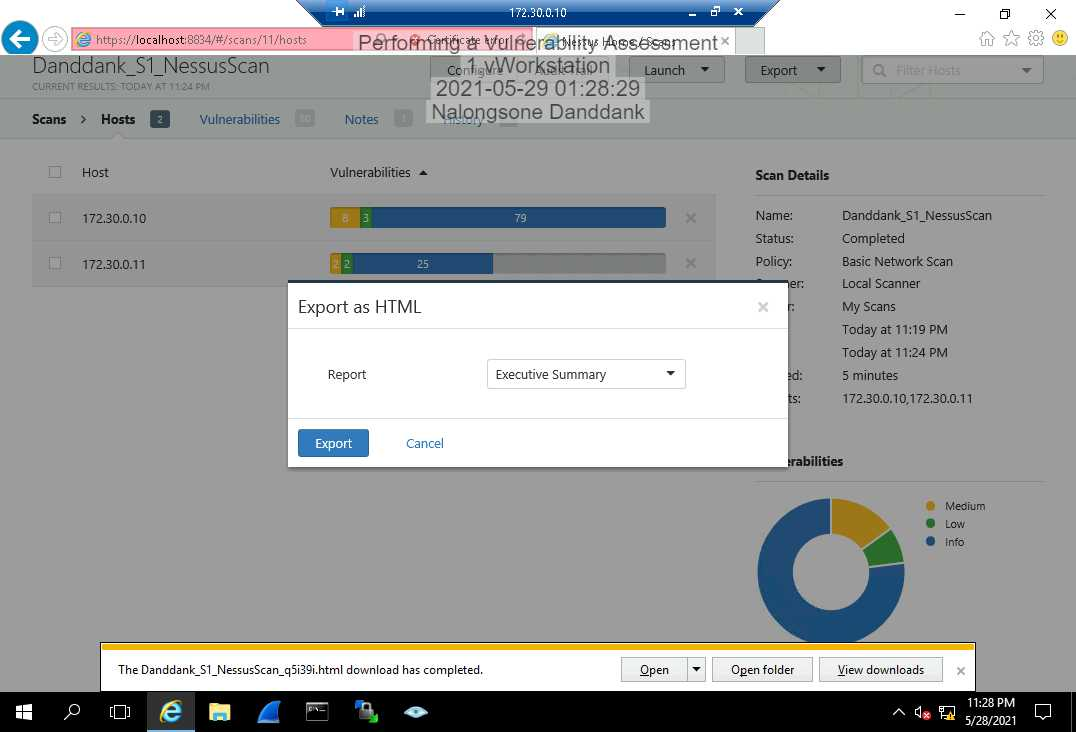 172.30.0.10
https://localhost:8834/#/scans/11/hosts
Performing a Vulnerability Assessment
1 vWorkstation
2021-05-29 01:28:29
Nalongsone Danddank
Danddank_S1_NessusScan
CURRENT RESULTS: TODAY AT 11:24 PM
Configure
Audit Trail
Launch
Export
Filter Hosts
Scans
Hosts
2
Vulnerabilities
50
Notes
1
History
Host
Vulnerabilities
172.30.0.10
8
3
79
172.30.0.11
2
2
25
Scan Details
Name: Danddank_S1_NessusScan
Status: Completed
Policy: Basic Network Scan
Local Scanner
My Scans
Today at 11:19 PM
Today at 11:24 PM
5 minutes
172.30.0.10,172.30.0.11
Export as HTML
Report
Executive Summary
Export
Cancel
Medium
Low
Info
The Danddank_S1_NessusScan_q5i39i.html download has completed.
Open
Open folder
View downloads
11:28 PM
5/28/2021